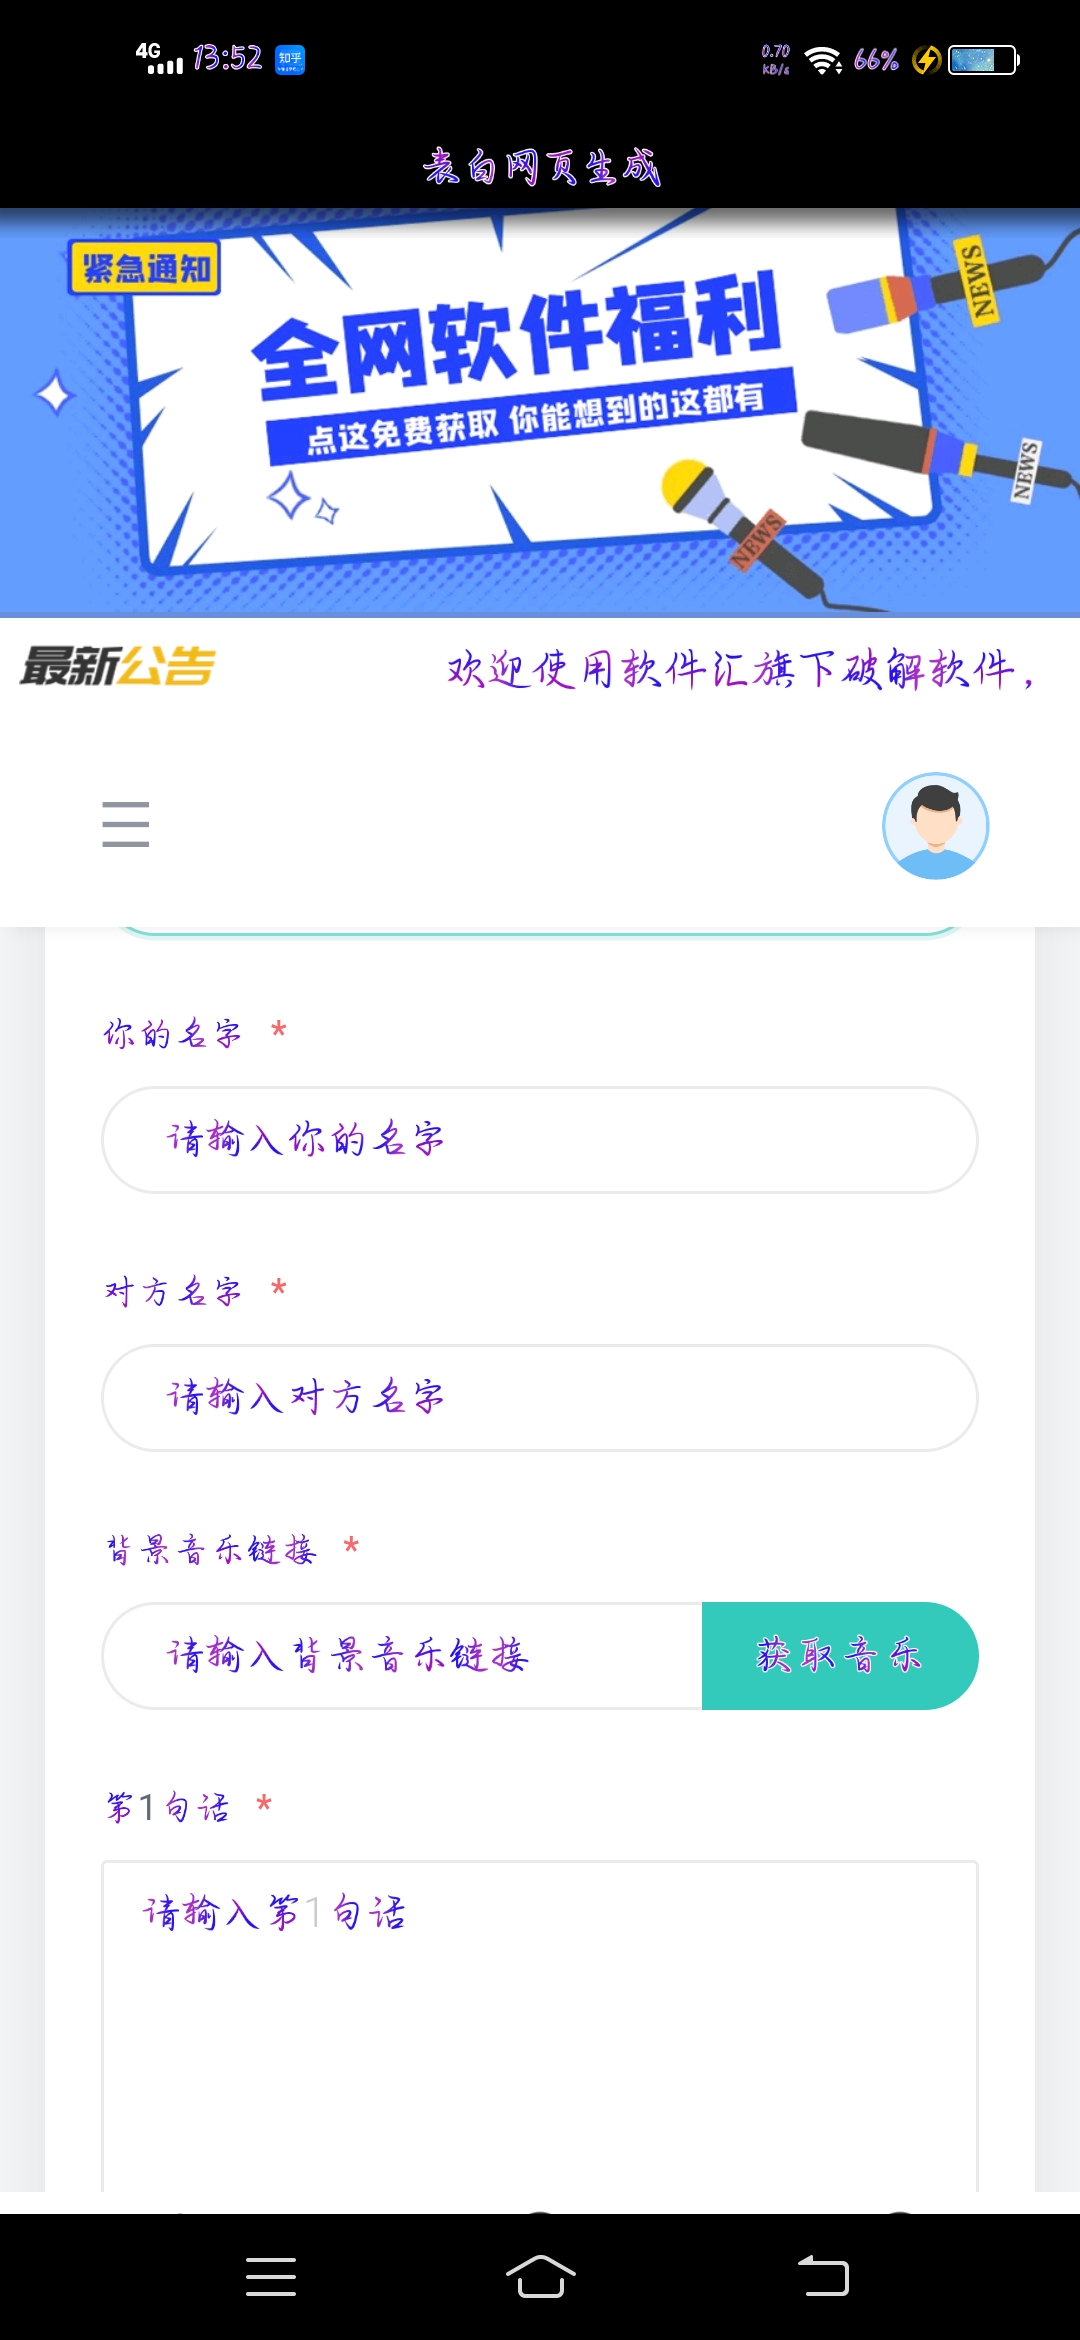 4G 13:52 知乎 0.70 KB/s 66%
表白网页生成
紧急通知
全网软件福利
点这免费获取 你能想到的这都有
NEWS
NEWS
NEWS
最新公告 欢迎使用软件汇旗下破解软件，
你的名字 *
请输入你的名字
对方名字 *
请输入对方名字
背景音乐链接 *
请输入背景音乐链接 获取音乐
第1句话 *
请输入第1句话